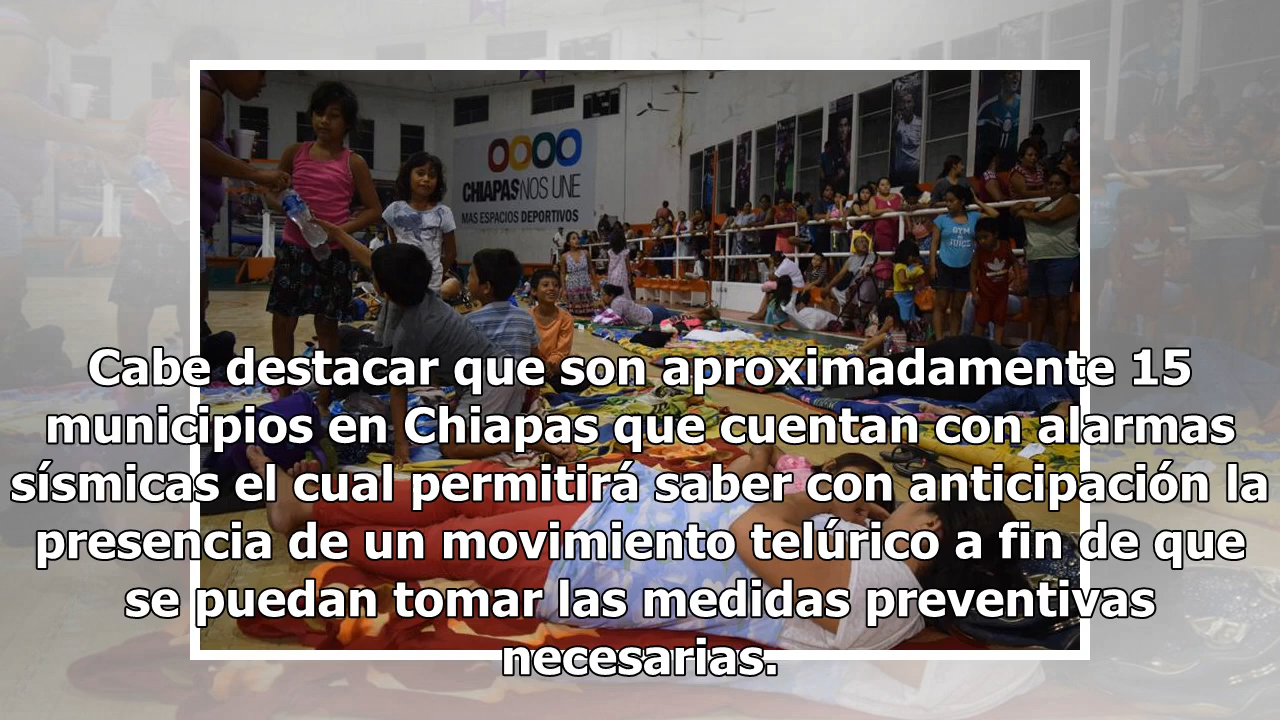 CHIAPAS NOS UNE
MAS ESPACIOS DEPORTIVOS
GYM
JUICE
Cabe destacar que son aproximadamente 15
municipios en Chiapas que cuentan con alarmas
sísmicas el cual permitirá saber con anticipación la
presencia de un movimiento telúrico a fin de que
se puedan tomar las medidas preventivas
necesarias.